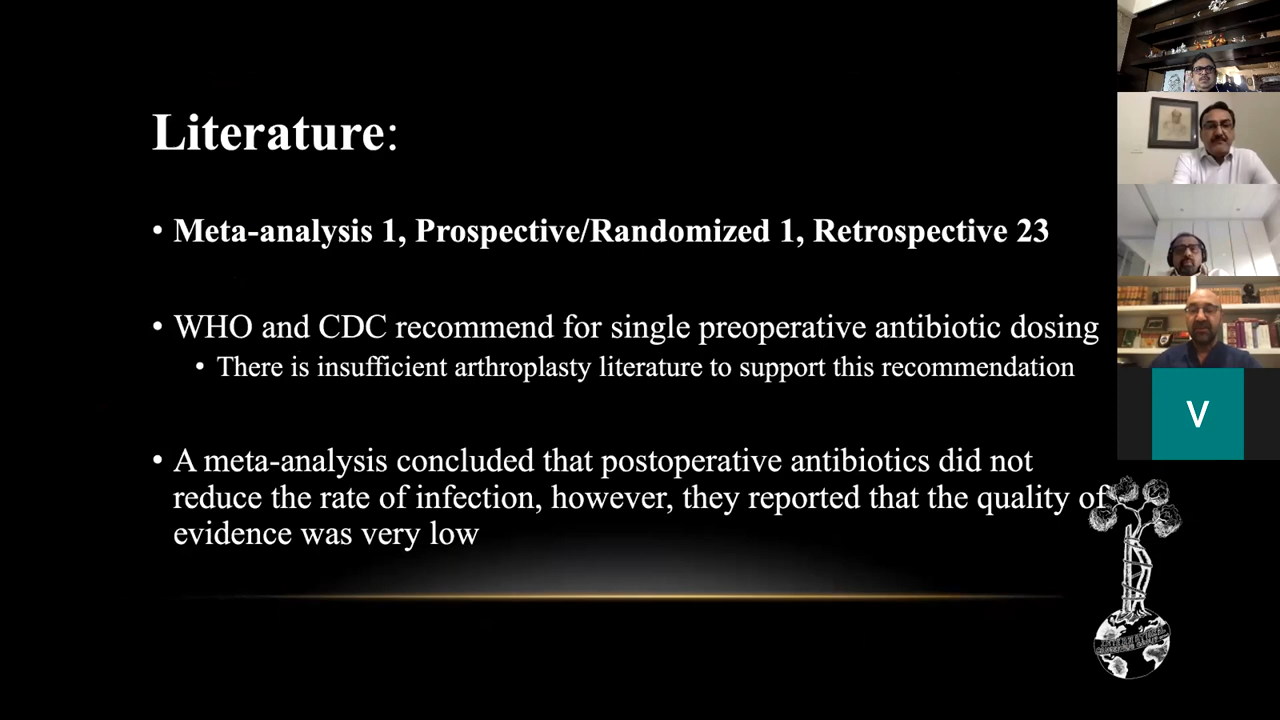 Literature:
• Meta-analysis 1, Prospective/Randomized 1, Retrospective 23
• WHO and CDC recommend for single preoperative antibiotic dosing
• There is insufficient arthroplasty literature to support this recommendation
• A meta-analysis concluded that postoperative antibiotics did not
reduce the rate of infection, however, they reported that the quality of
evidence was very low
V